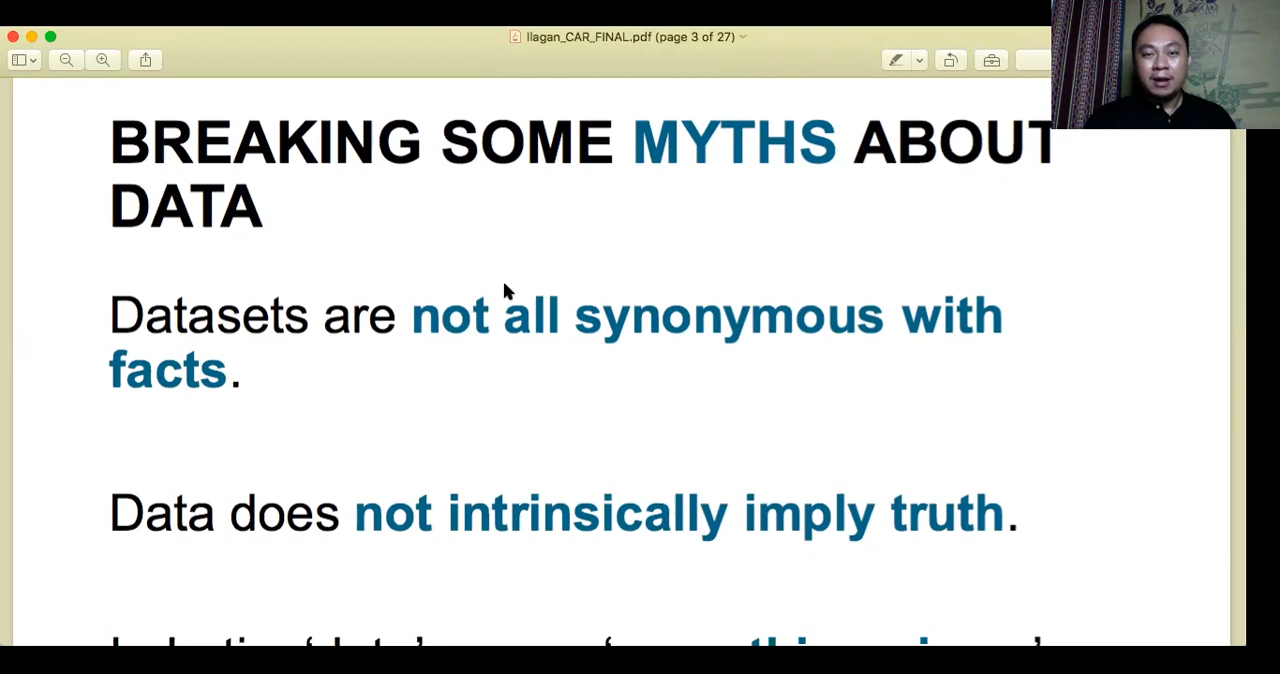 Ilagan_CAR_FINAL.pdf (page 3 of 27)
BREAKING SOME MYTHS ABOUT
DATA
Datasets are not all synonymous with
facts.
Data does not intrinsically imply truth.